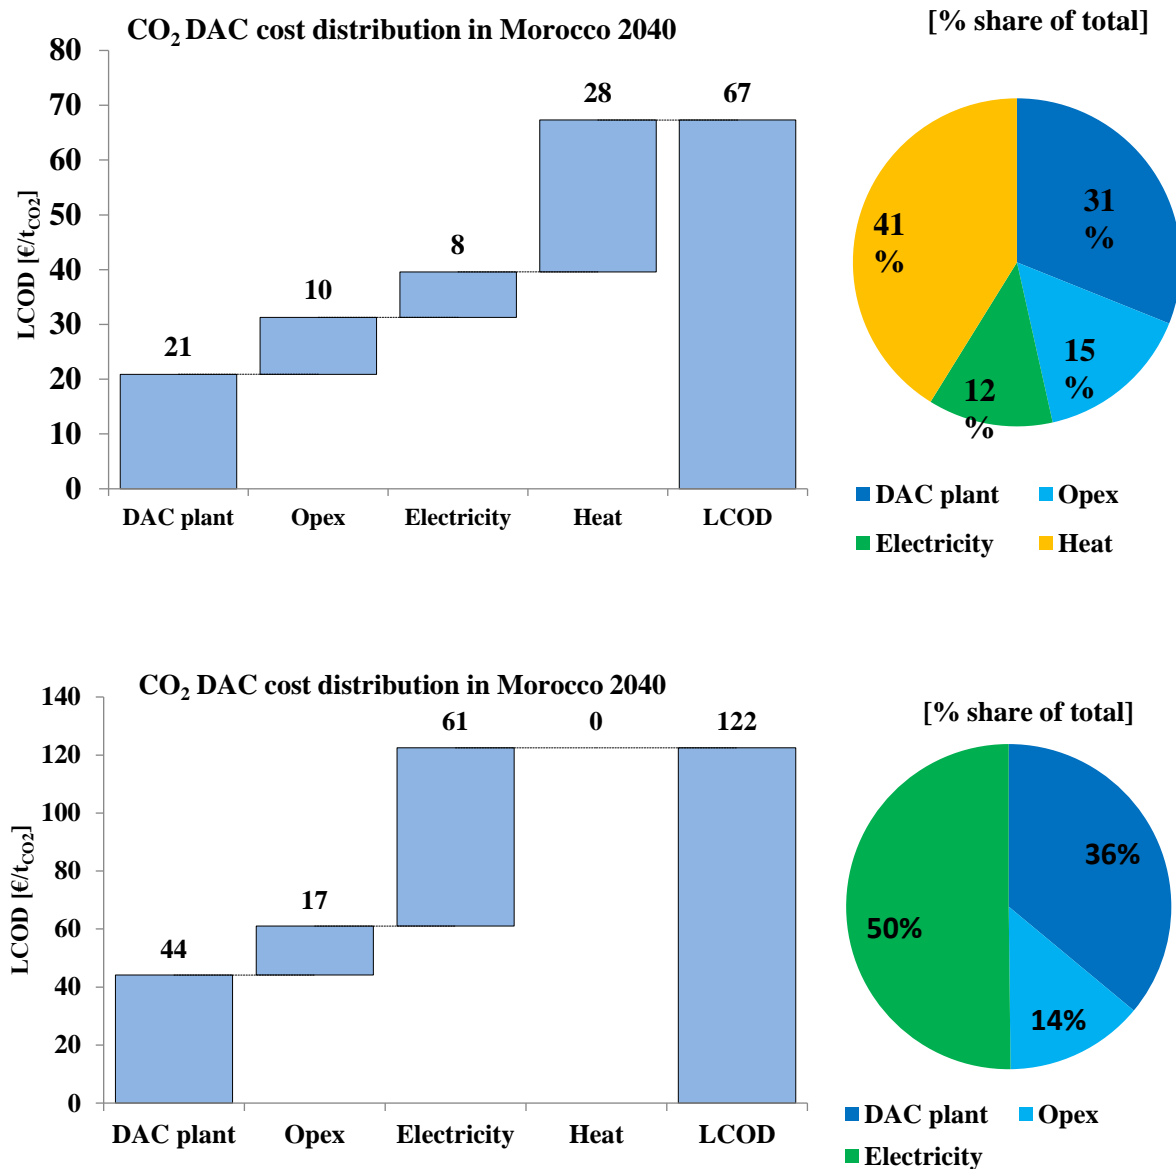 CO2 DAC cost distribution in Morocco 2040
[% share of total]
LCOD [€/tCO2]
80
70
60
50
40
30
20
10
0
21
10
8
28
67
DAC plant
Opex
Electricity
Heat
LCOD
31
%
15
%
12
%
41
%
DAC plant
Opex
Electricity
Heat
CO2 DAC cost distribution in Morocco 2040
[% share of total]
LCOD [€/tCO2]
140
120
100
80
60
40
20
0
44
17
61
0
122
DAC plant
Opex
Electricity
Heat
LCOD
36%
14%
50%
DAC plant
Opex
Electricity